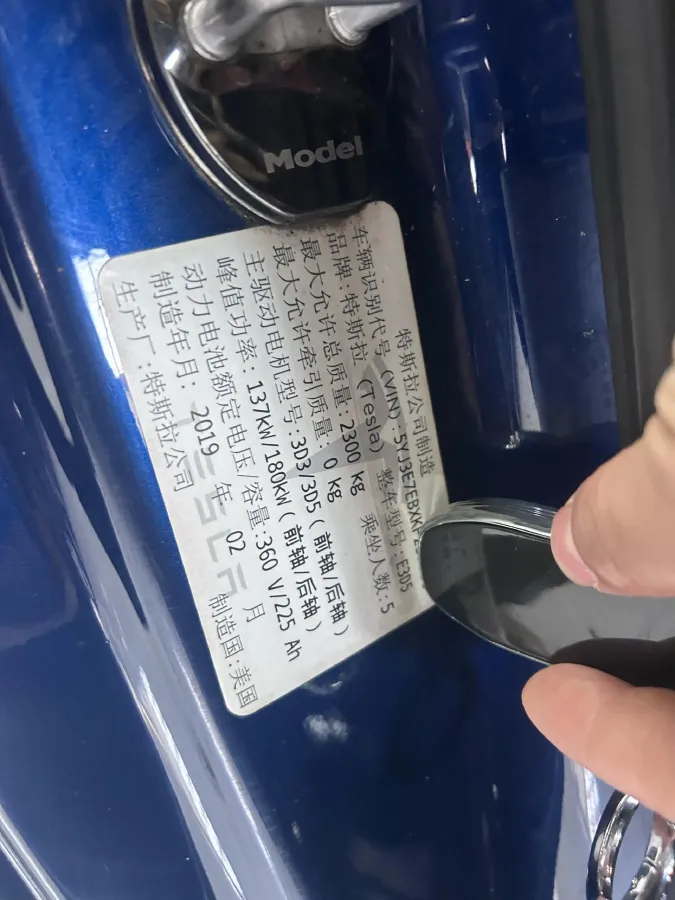 Model
特斯拉公司制造
车辆识别代号 (VIN): 5YJ3E7EBXKF
品牌: 特斯拉 (Tesla) 整车型号: E3D5
最大允许总质量: 2300 kg 乘坐人数: 5
最大允许牵引质量: 0 kg
主驱动电机型号: 3D3/3D5 (前轴/后轴)
峰值功率: 137kW/180kW (前轴/后轴)
动力电池额定电压/容量: 360 V/225 Ah
制造年月: 2019 年 02 月
生产厂: 特斯拉公司 制造国: 美国
TESLA